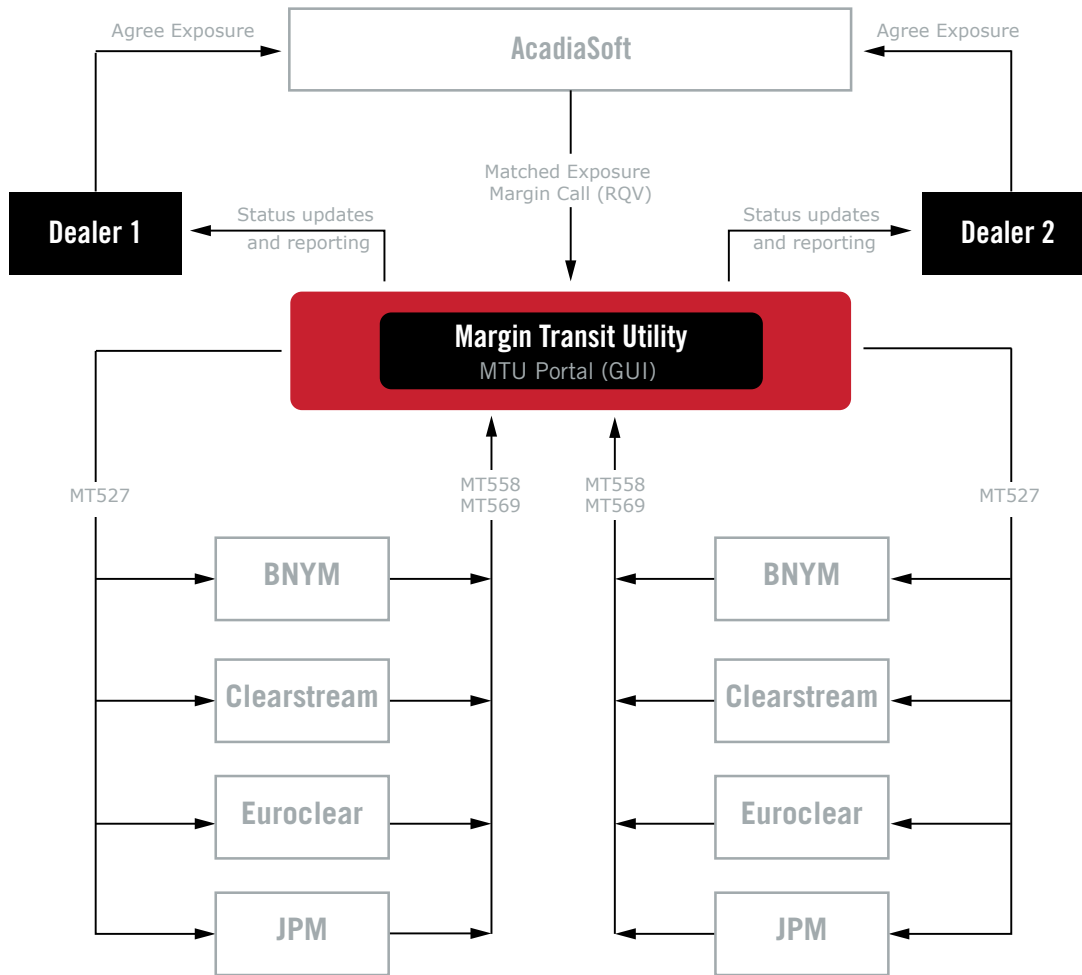 Agree Exposure
AcadiaSoft
Agree Exposure
Matched Exposure
Margin Call (RQV)
Dealer 1
Status updates
and reporting
Status updates
and reporting
Dealer 2
Margin Transit Utility
MTU Portal (GUI)
MT527
MT558
MT569
MT558
MT569
MT527
BNYM
BNYM
Clearstream
Clearstream
Euroclear
Euroclear
JPM
JPM